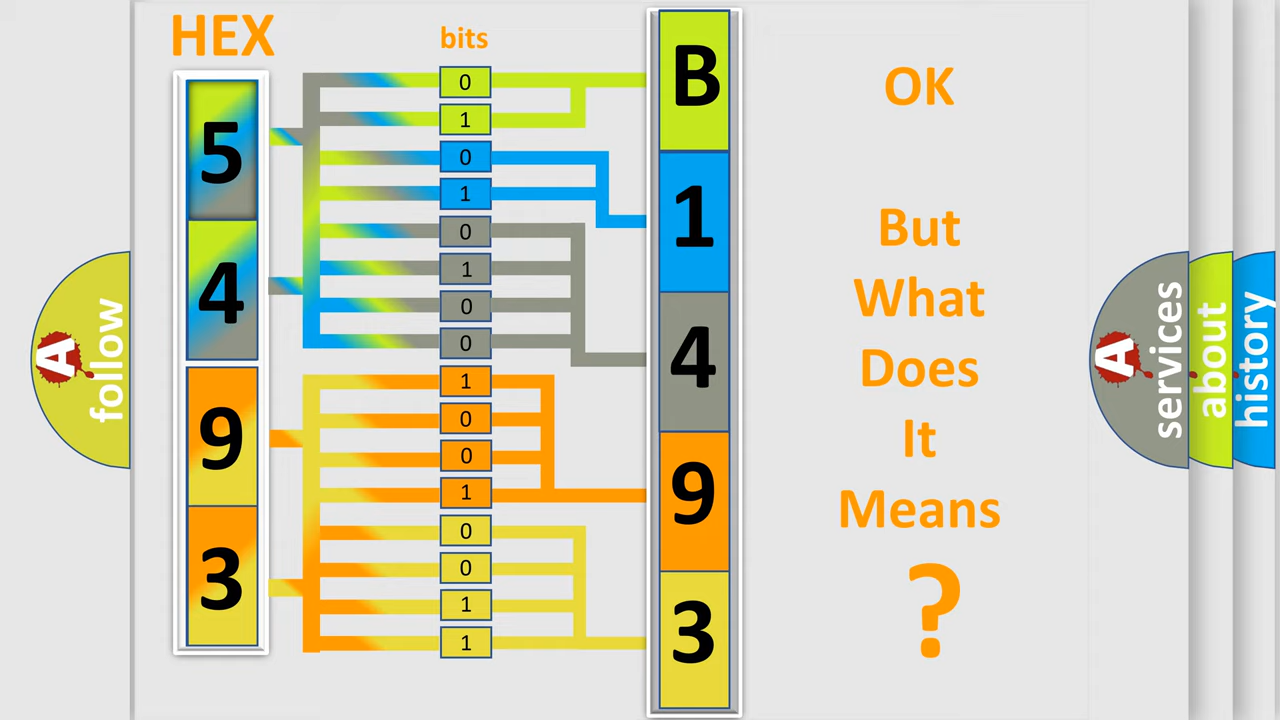 HEX
bits
5
4
9
3
0
1
0
1
0
1
0
0
1
0
0
1
0
0
1
1
B
1
4
9
3
OK
But
What
Does
It
Means
?
A
follow
A
services
about
history